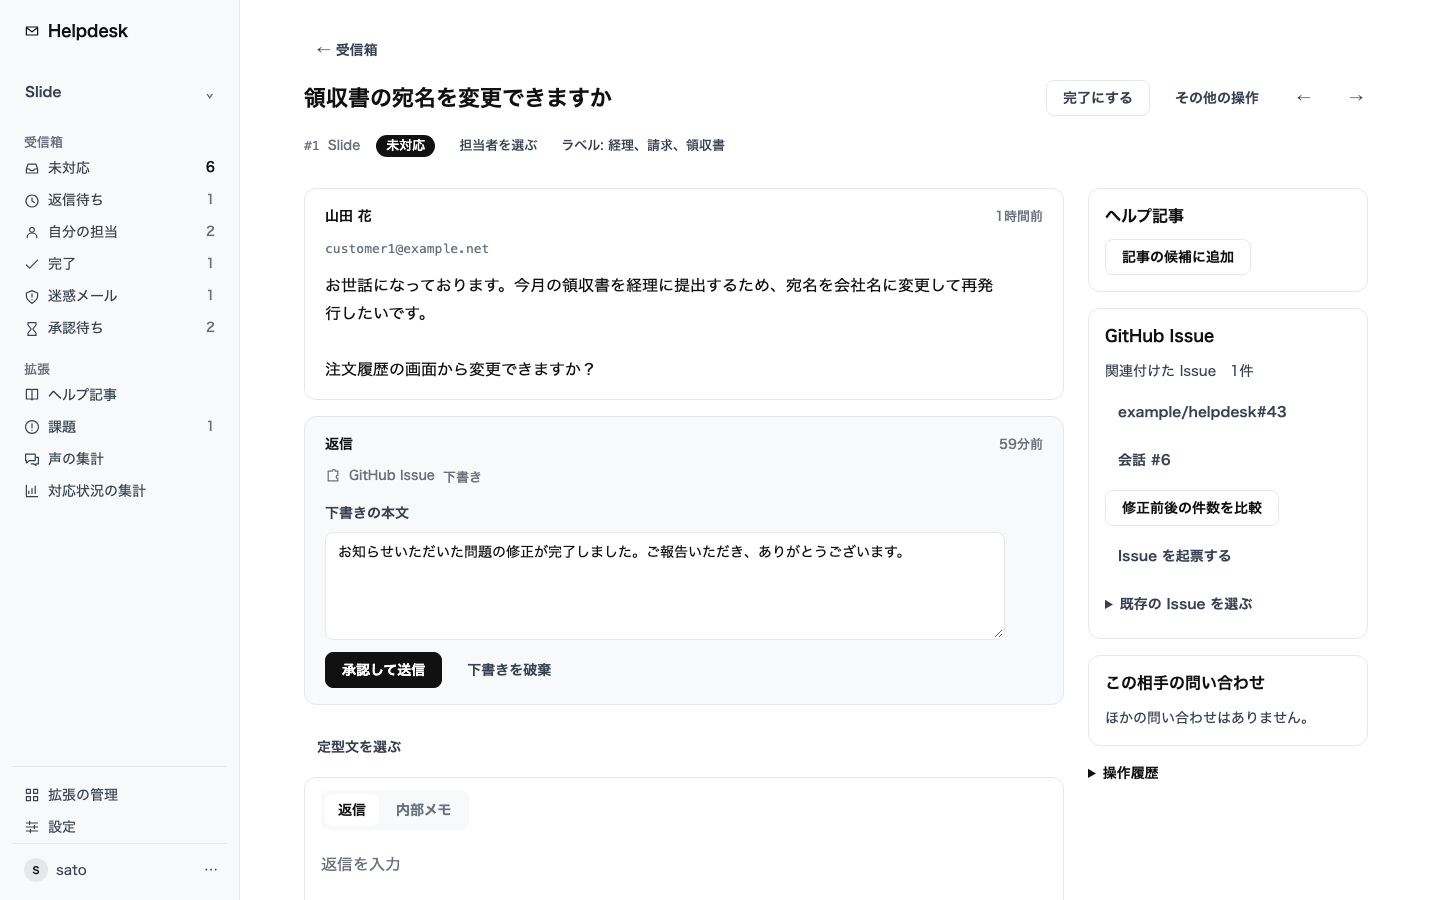 Helpdesk
Slide
受信箱
未対応 6
返信待ち 1
自分の担当 2
完了 1
迷惑メール 1
承認待ち 2
拡張
ヘルプ記事
課題 1
声の集計
対応状況の集計
拡張の管理
設定
S sato …
← 受信箱
領収書の宛名を変更できますか
完了にする その他の操作 ← →
#1 Slide 未対応 担当者を選ぶ ラベル: 経理、請求、領収書
山田 花 1時間前
customer1@example.net
お世話になっております。今月の領収書を経理に提出するため、宛名を会社名に変更して再発
行したいです。
注文履歴の画面から変更できますか？
返信 59分前
GitHub Issue 下書き
下書きの本文
お知らせいただいた問題の修正が完了しました。ご報告いただき、ありがとうございます。
承認して送信 下書きを破棄
定型文を選ぶ
返信 内部メモ
返信を入力
ヘルプ記事
記事の候補に追加
GitHub Issue
関連付けた Issue 1件
example/helpdesk#43
会話 #6
修正前後の件数を比較
Issue を起票する
▶ 既存の Issue を選ぶ
この相手の問い合わせ
ほかの問い合わせはありません。
▶ 操作履歴